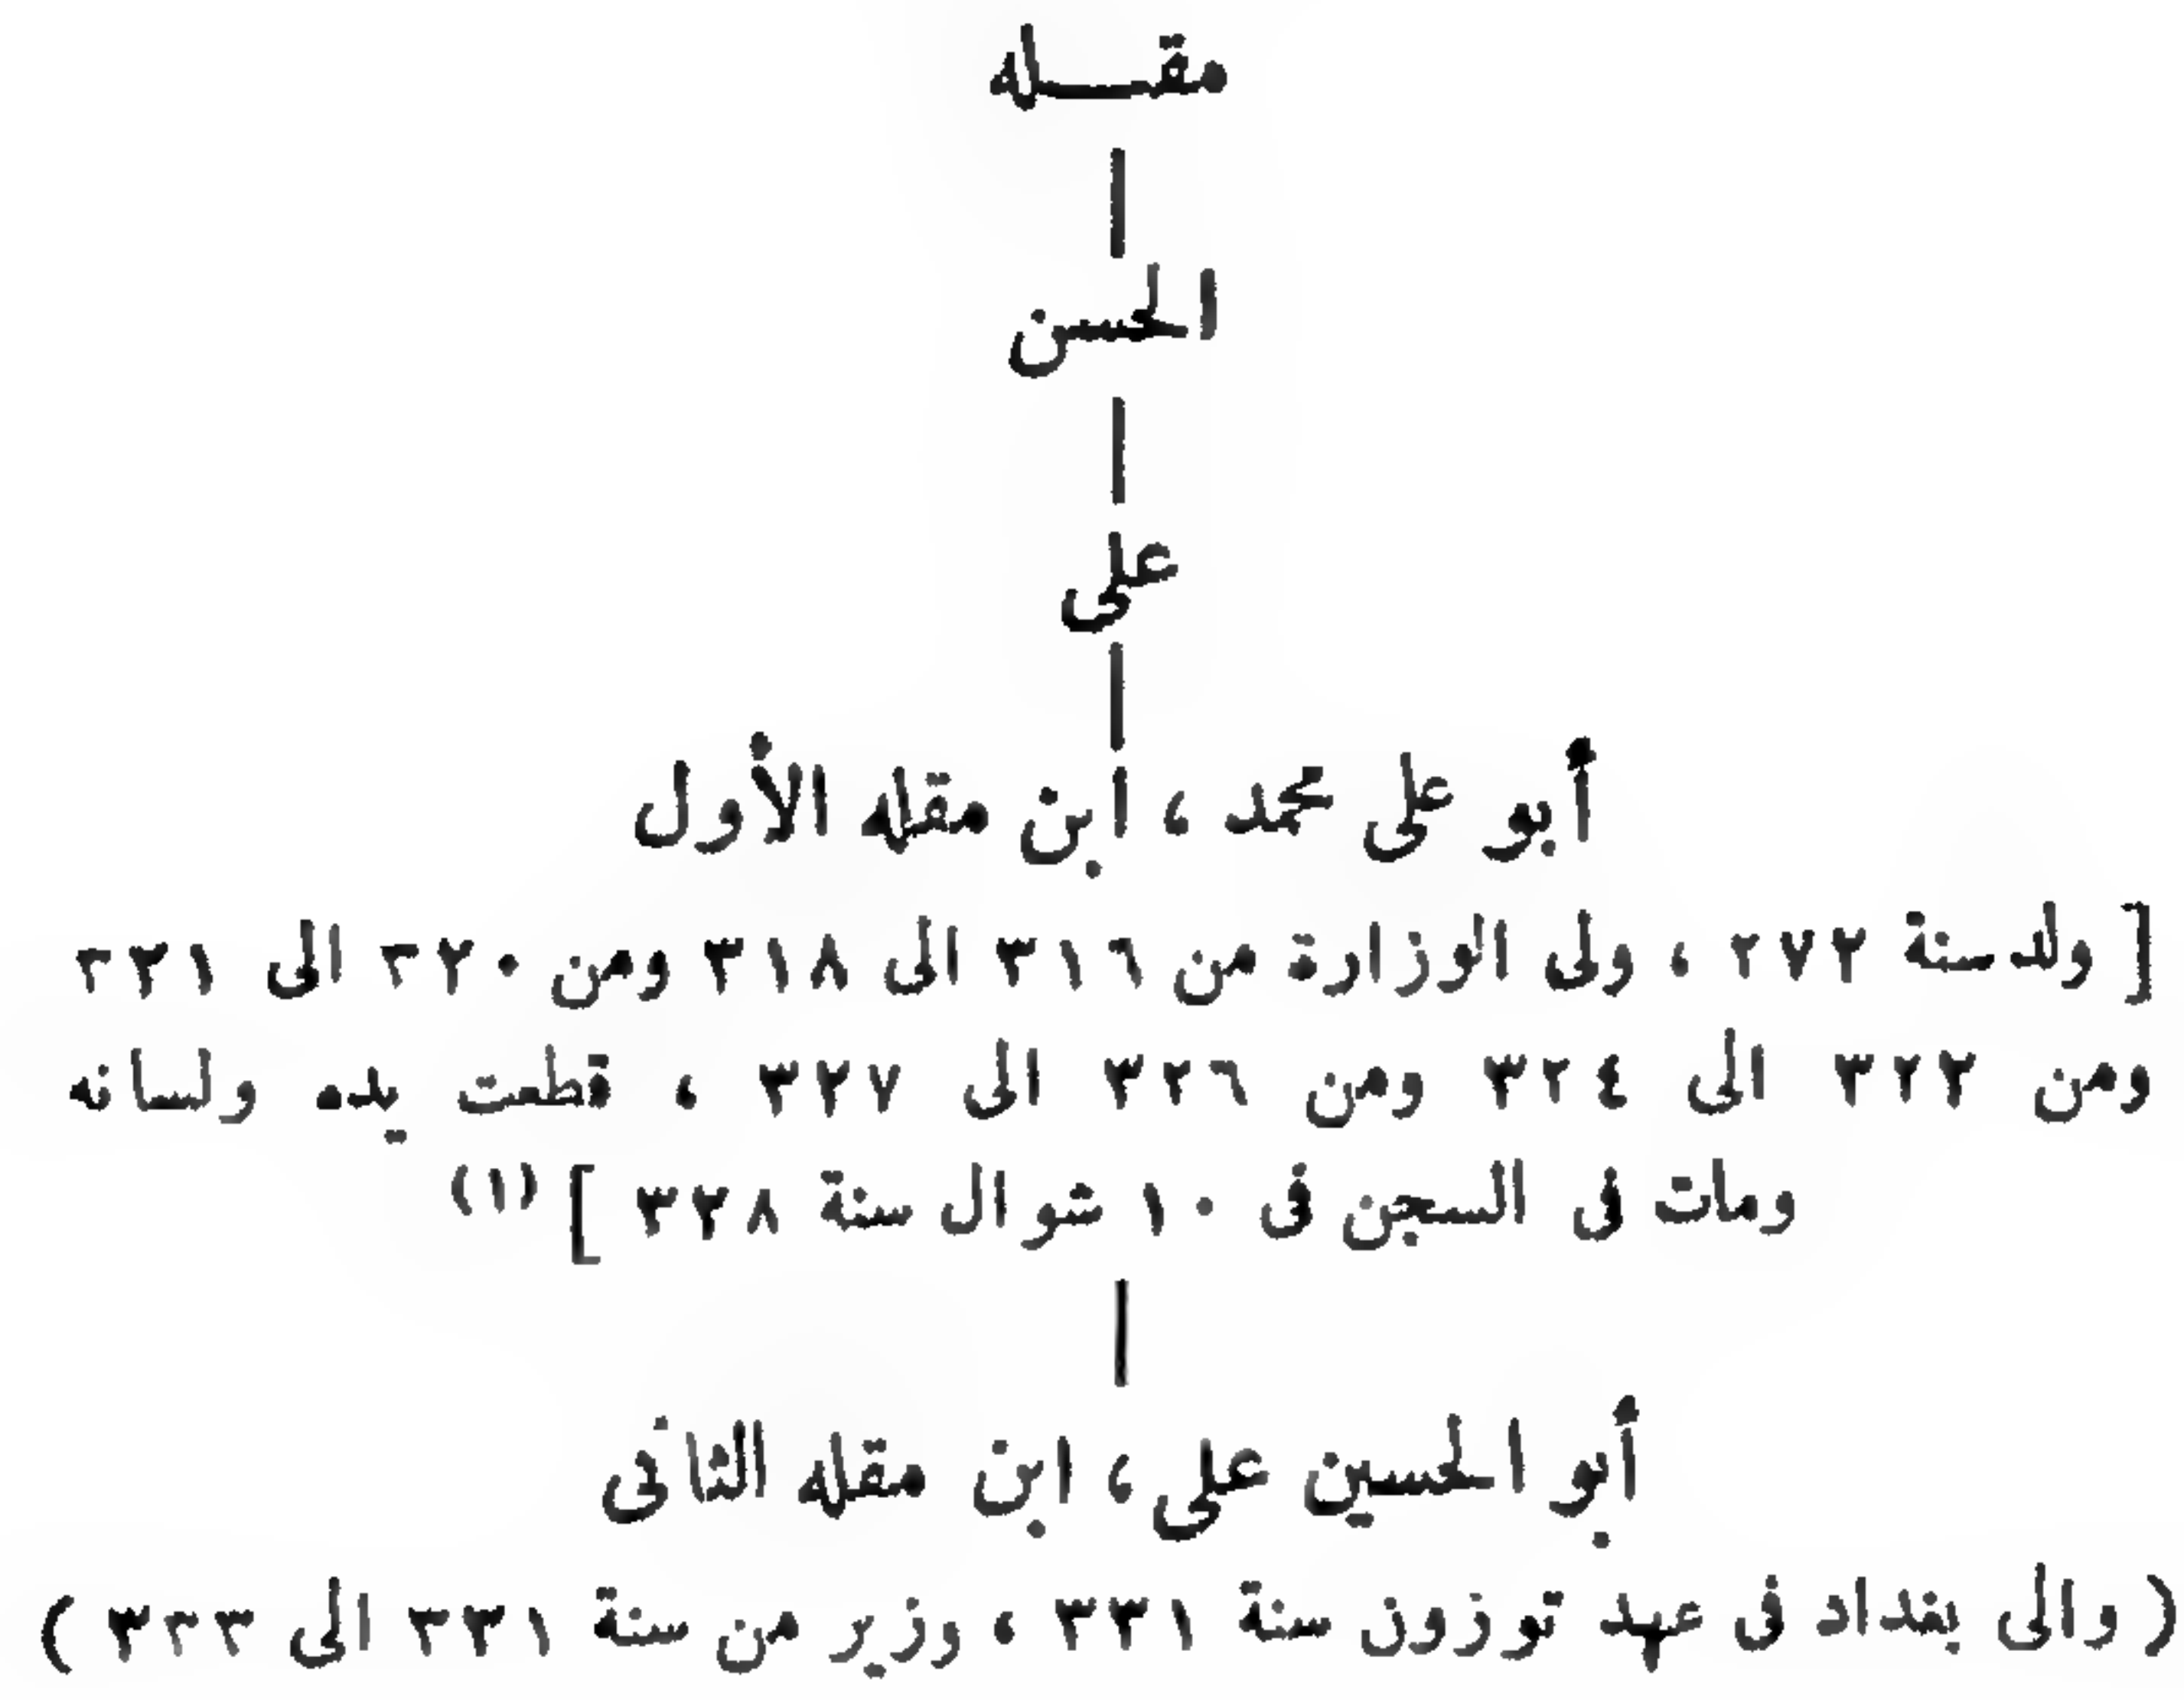 مقـــله
الحسن
على
أبو على محمد ، ابن مقله الأول
[ ولد سنة ٢٧٢ ، ولى الوزارة من ٣١٦ الى ٣١٨ ومن ٣٢٠ الى ٣٢١
ومن ٣٢٢ الى ٣٢٤ ومن ٣٢٦ الى ٣٢٧ ، قطعت يده ولسانه
ومات فى السجن فى ١٠ شوال سنة ٣٣٨ ] (١)
أبو الحسين على ، ابن مقله الثانى
( والى بغداد فى عهد توزون سنة ٣٣١ ، وزير من سنة ٣٣١ الى ٣٣٣ )